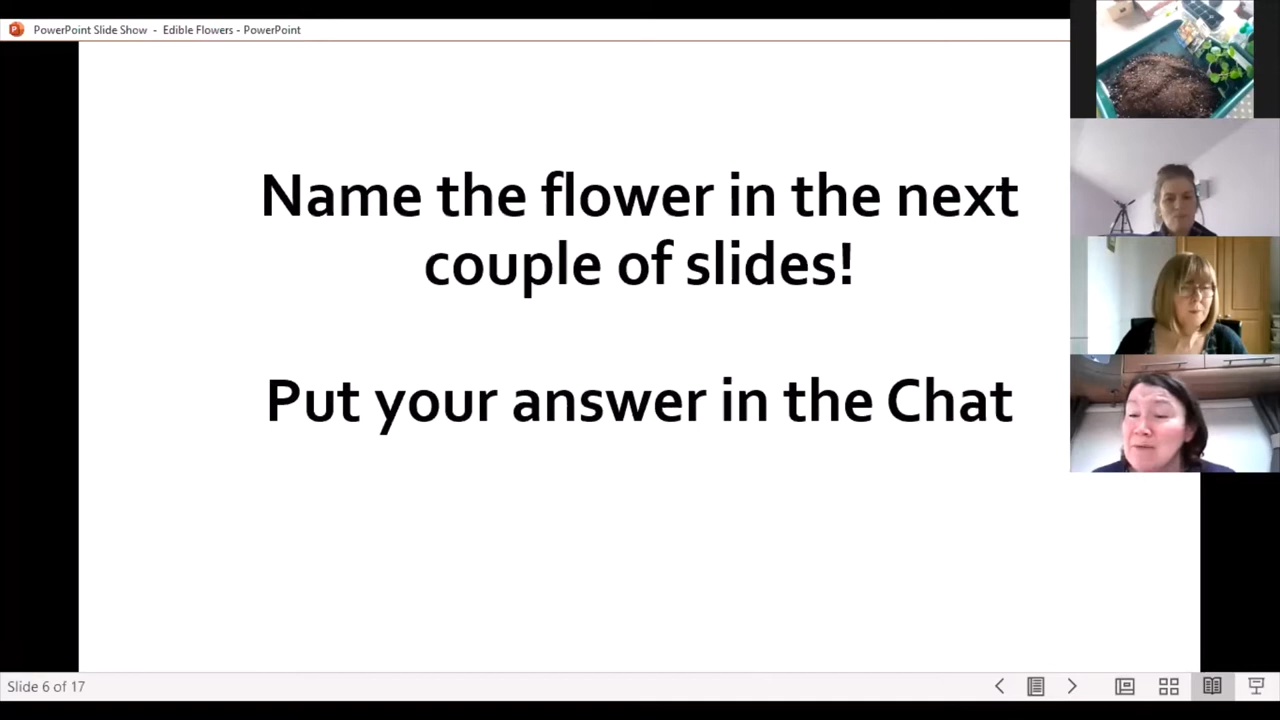 PowerPoint Slide Show - Edible Flowers - PowerPoint
Name the flower in the next
couple of slides!
Put your answer in the Chat
Slide 6 of 17